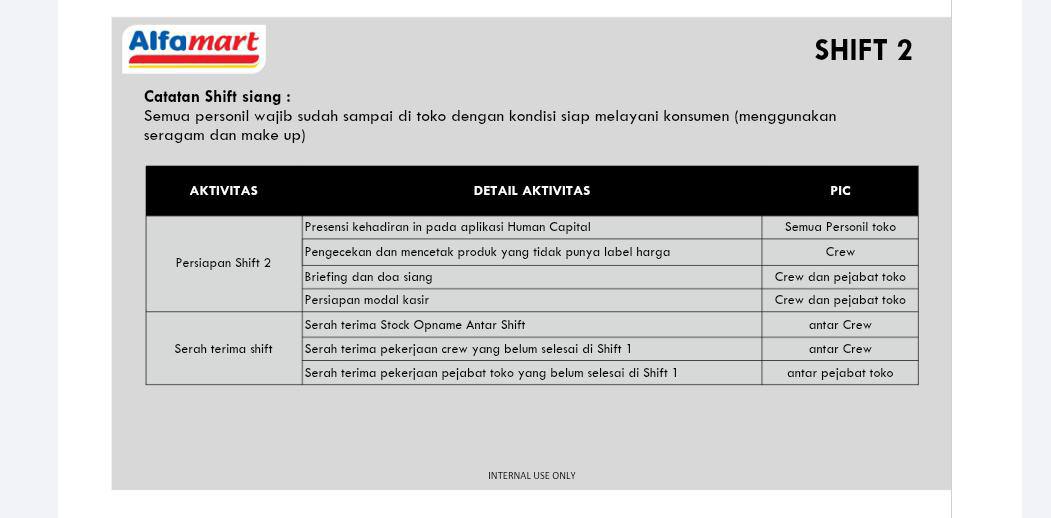 Alfamart
SHIFT 2
Catatan Shift siang :
Semua personil wajib sudah sampai di toko dengan kondisi siap melayani konsumen (menggunakan
seragam dan make up)
AKTIVITAS DETAIL AKTIVITAS PIC
Persiapan Shift 2
Presensi kehadiran in pada aplikasi Human Capital Semua Personil toko
Pengecekan dan mencetak produk yang tidak punya label harga Crew
Briefing dan doa siang Crew dan pejabat toko
Persiapan modal kasir Crew dan pejabat toko
Serah terima shift
Serah terima Stock Opname Antar Shift antar Crew
Serah terima pekerjaan crew yang belum selesai di Shift 1 antar Crew
Serah terima pekerjaan pejabat toko yang belum selesai di Shift 1 antar pejabat toko
INTERNAL USE ONLY